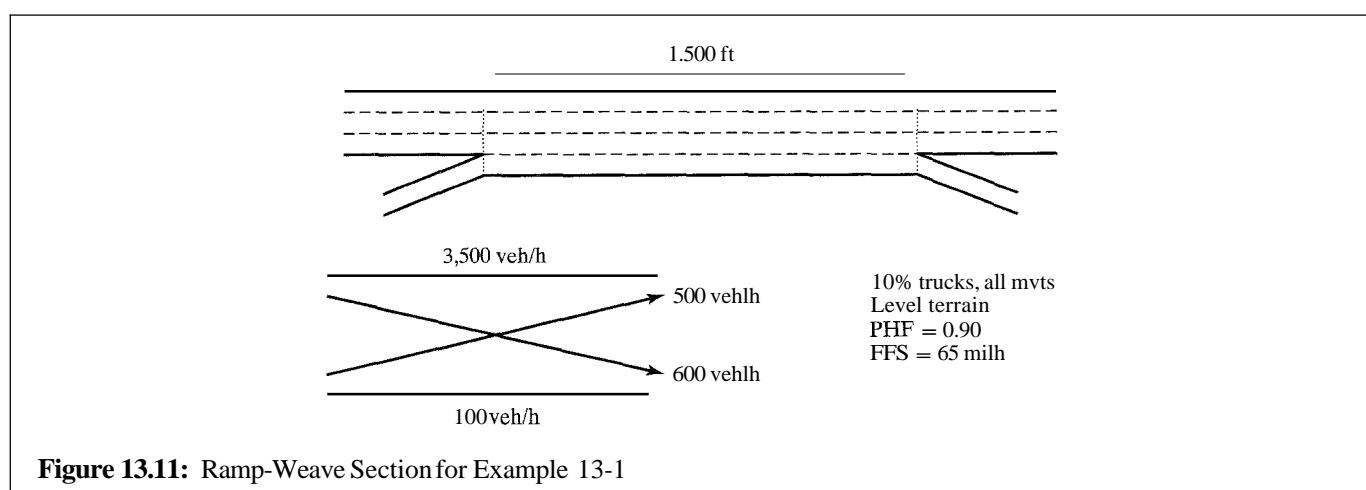 1.500 ft
3,500 veh/h
500 vehlh
600 vehlh
100veh/h
10% trucks, all mvts
Level terrain
PHF = 0.90
FFS = 65 milh
Figure 13.11: Ramp-Weave Section for Example 13-1